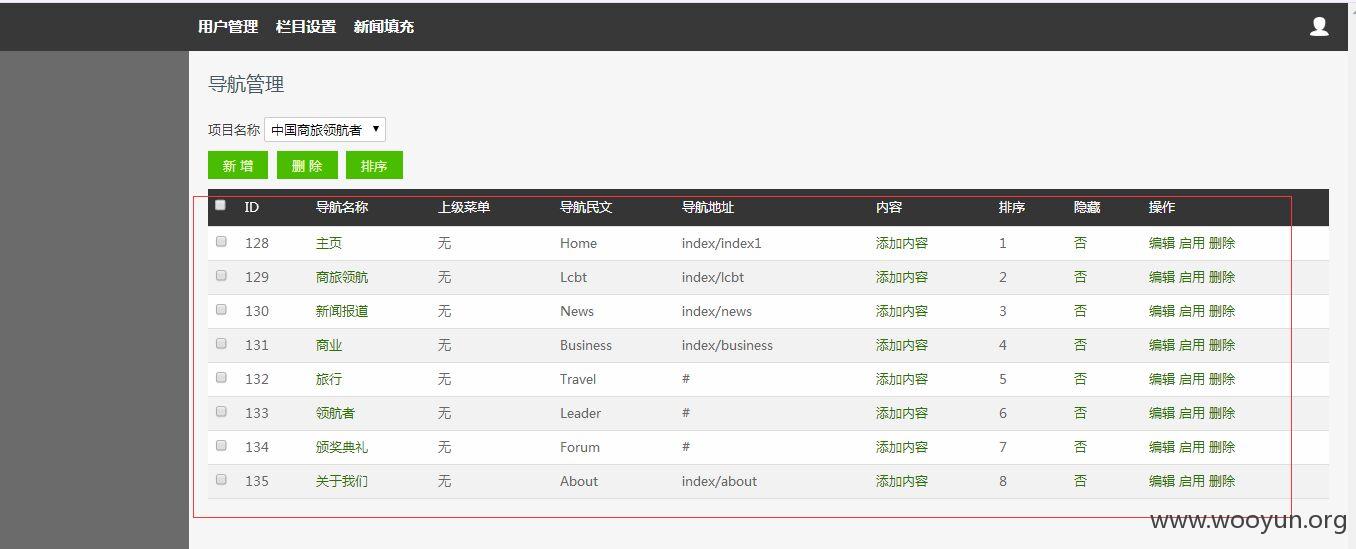 用户管理 栏目设置 新闻填充
导航管理
项目名称 中国商旅领航者
新 增 删 除 排序
ID 导航名称 上级菜单 导航民文 导航地址 内容 排序 隐藏 操作
128 主页 无 Home index/index1 添加内容 1 否 编辑 启用 删除
129 商旅领航 无 Lcbt index/lcbt 添加内容 2 否 编辑 启用 删除
130 新闻报道 无 News index/news 添加内容 3 否 编辑 启用 删除
131 商业 无 Business index/business 添加内容 4 否 编辑 启用 删除
132 旅行 无 Travel # 添加内容 5 否 编辑 启用 删除
133 领航者 无 Leader # 添加内容 6 否 编辑 启用 删除
134 颁奖典礼 无 Forum # 添加内容 7 否 编辑 启用 删除
135 关于我们 无 About index/about 添加内容 8 否 编辑 启用 删除
www.wooyun.org